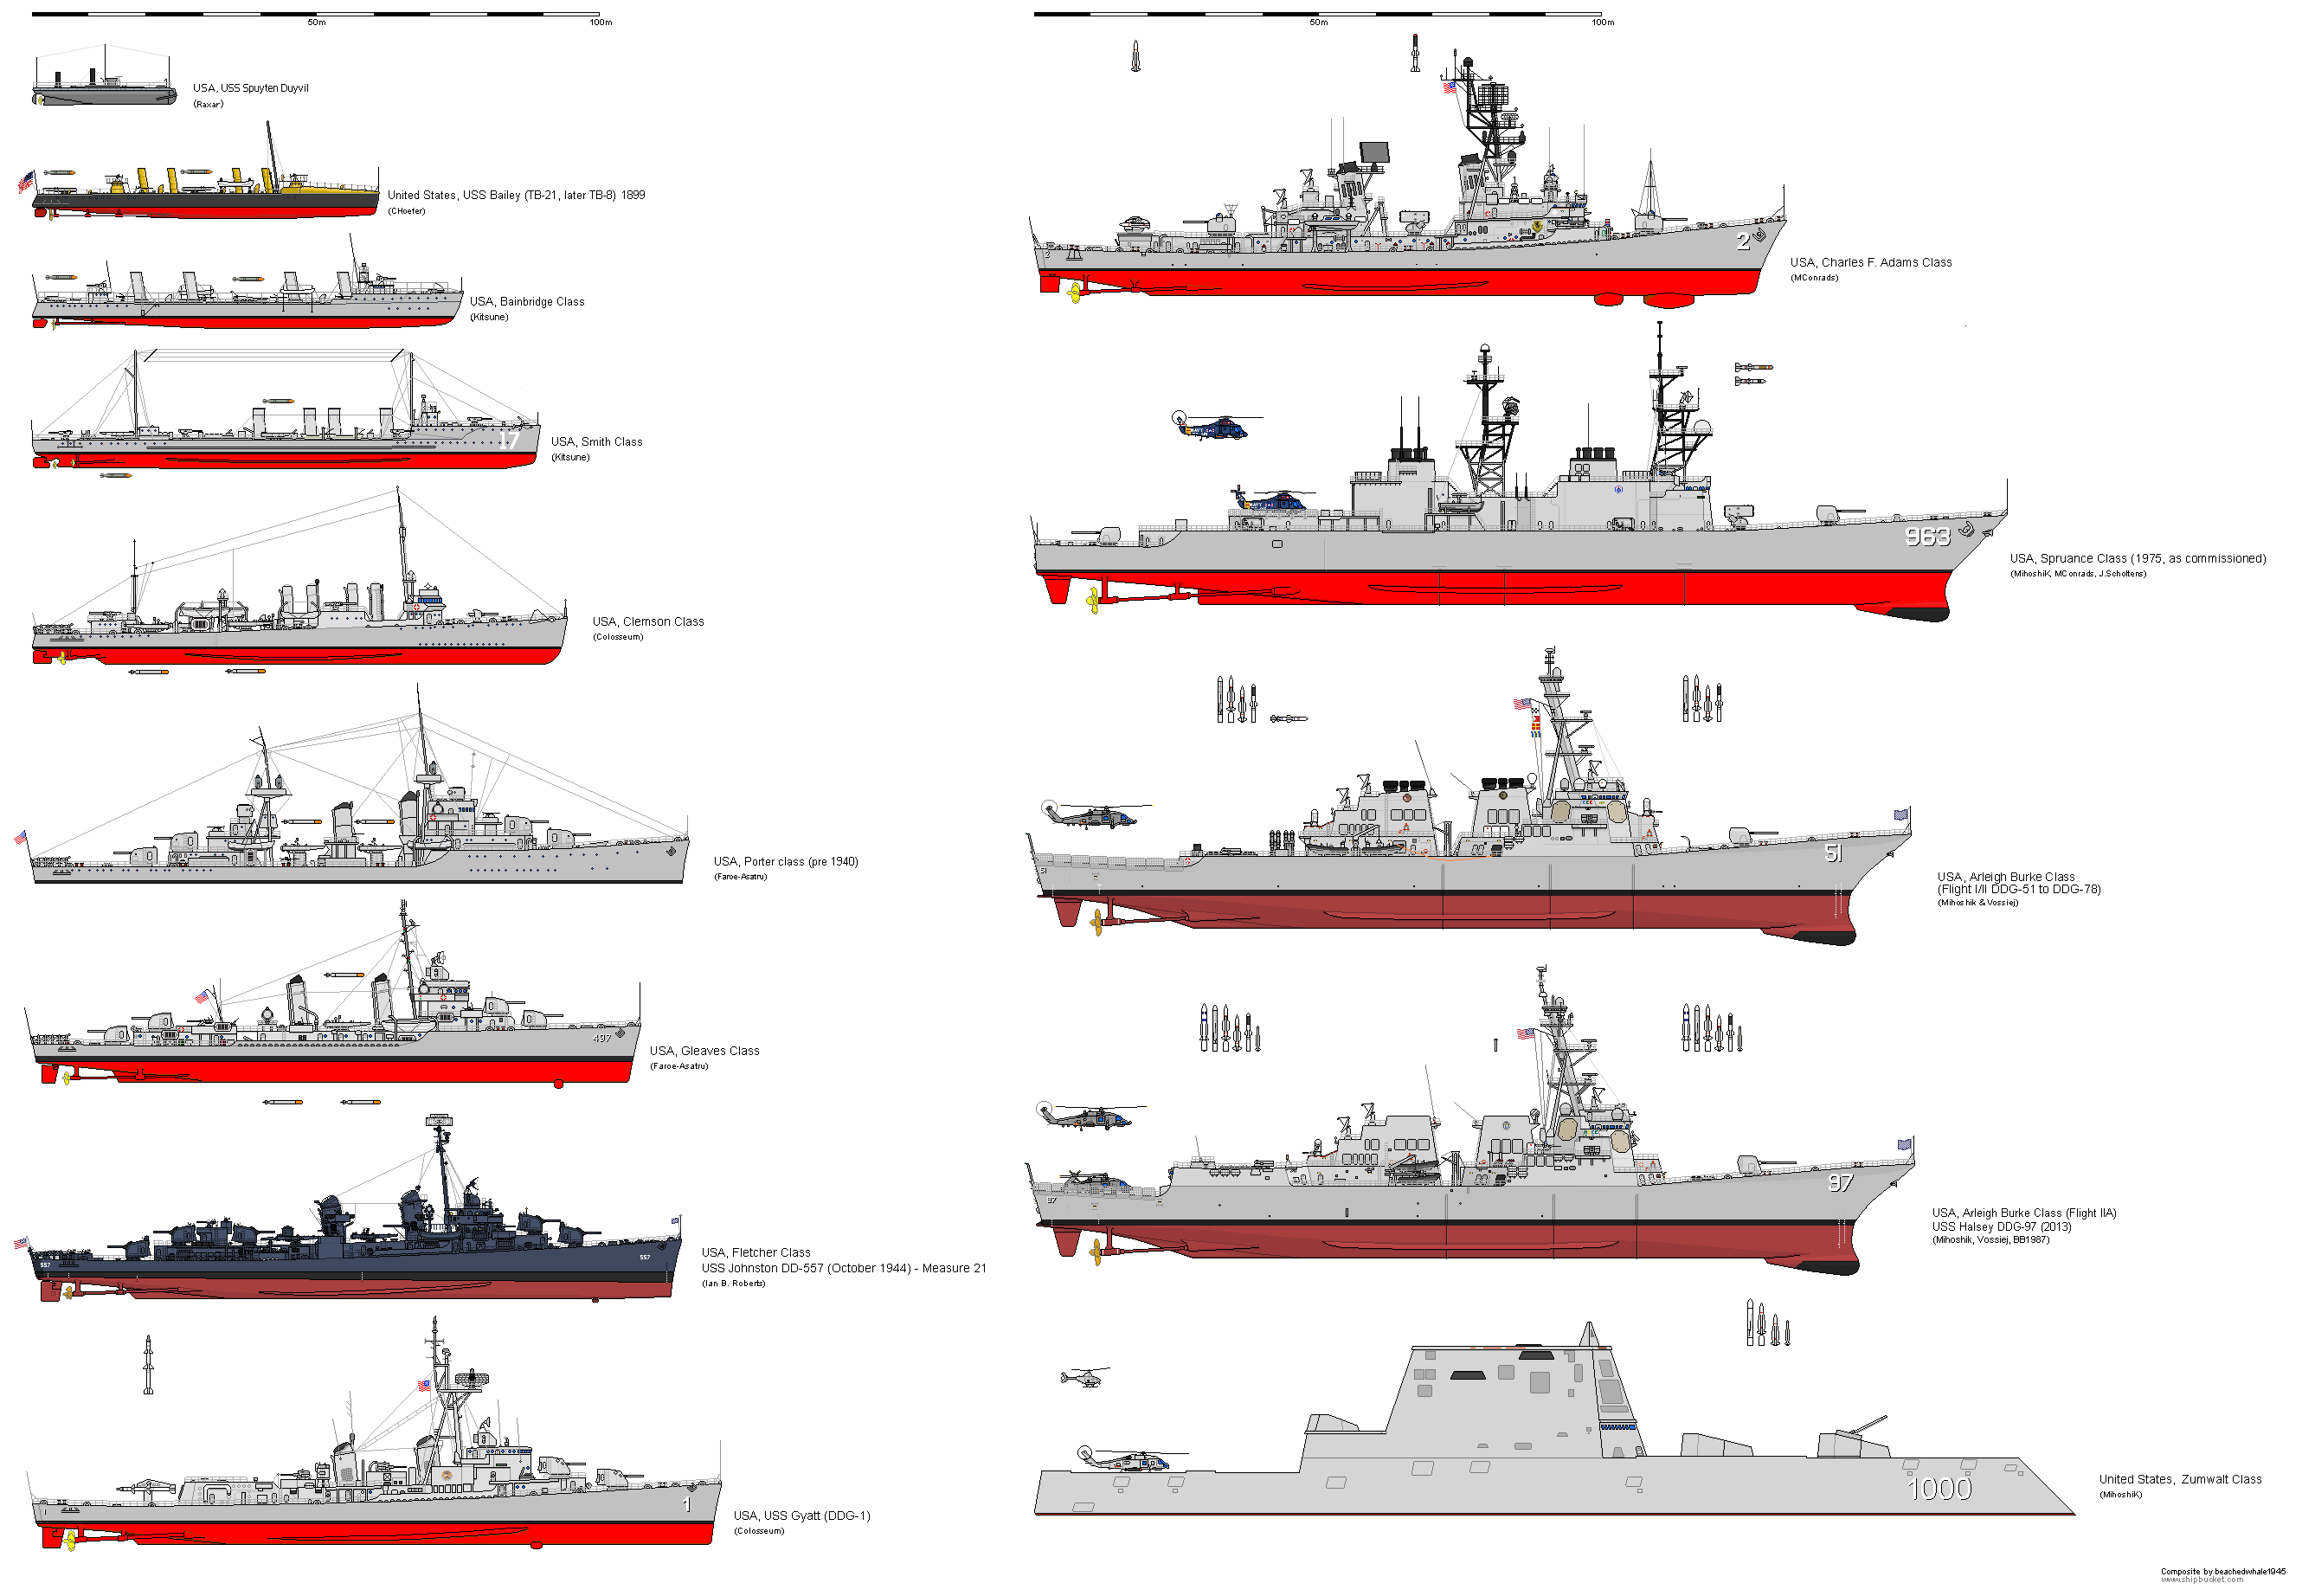 50m
100m
USA, USS Spuyten Duyvil
(Raxar)
United States, USS Bailey (TB-21, later TB-8) 1899
(CHoefer)
USA, Bainbridge Class
(Kitsune)
17
USA, Smith Class
(Kitsune)
USA, Clemson Class
(Colosseum)
USA, Porter class (pre 1940)
(Faroe-Asatru)
497
USA, Gleaves Class
(Faroe-Asatru)
557
557
USA, Fletcher Class
USS Johnston DD-557 (October 1944) - Measure 21
(Ian B. Roberts)
1
1
USA, USS Gyatt (DDG-1)
(Colosseum)
50m
100m
2
2
USA, Charles F. Adams Class
(MConrads)
963
USA, Spruance Class (1975, as commissioned)
(MihoshiK, MConrads, J.Scholtens)
51
51
USA, Arleigh Burke Class
(Flight I/II DDG-51 to DDG-78)
(Mihoshik & Vossiej)
97
97
USA, Arleigh Burke Class (Flight IIA)
USS Halsey DDG-97 (2013)
(Mihoshik, Vossiej, BB1987)
1000
United States, Zumwalt Class
(MihoshiK)
Composite by beachedwhale1945
www.shipbucket.com